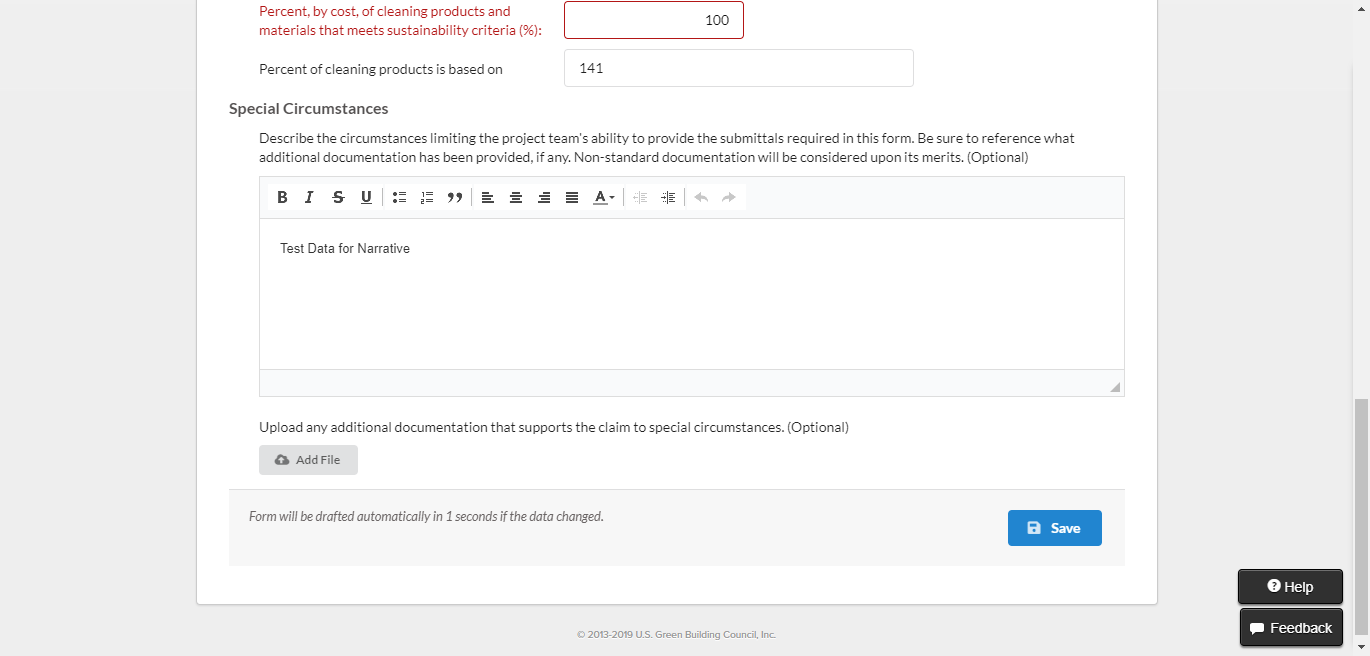 Percent, by cost, of cleaning products and
materials that meets sustainability criteria (%):
100
Percent of cleaning products is based on
141
Special Circumstances
Describe the circumstances limiting the project team's ability to provide the submittals required in this form. Be sure to reference what
additional documentation has been provided, if any. Non-standard documentation will be considered upon its merits. (Optional)
B I S U A
Test Data for Narrative
Upload any additional documentation that supports the claim to special circumstances. (Optional)
Add File
Form will be drafted automatically in 1 seconds if the data changed.
Save
Help
Feedback
© 2013-2019 U.S. Green Building Council, Inc.